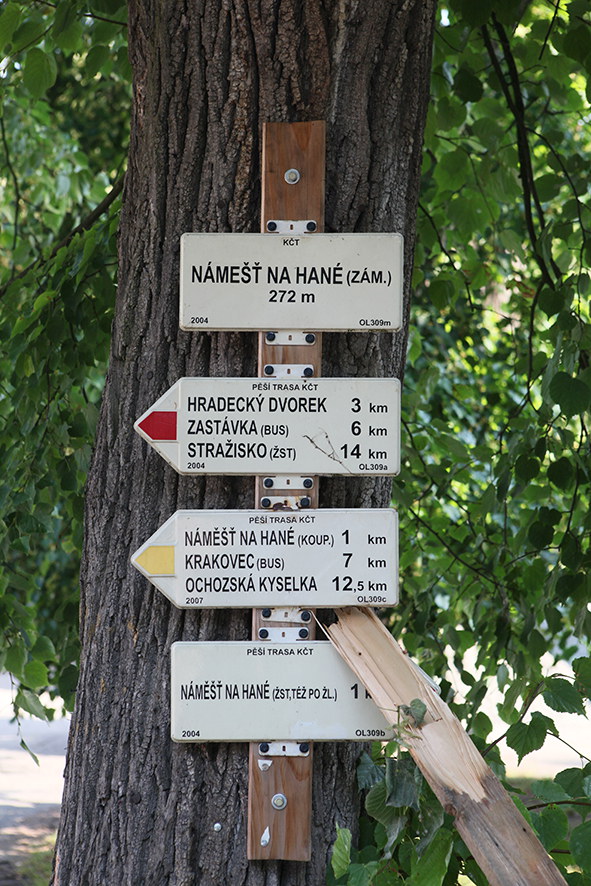 KČT
NÁMEŠŤ NA HANÉ (ZÁM.)
272 m
2004 OL309m
PĚŠÍ TRASA KČT
HRADECKÝ DVOREK 3 km
ZASTÁVKA (BUS) 6 km
STRAŽISKO (ŽST) 14 km
2004 OL309a
PĚŠÍ TRASA KČT
NÁMĚŠŤ NA HANÉ (KOUP.) 1 km
KRAKOVEC (BUS) 7 km
OCHOZSKÁ KYSELKA 12,5 km
2007 OL309c
PĚŠÍ TRASA KČT
NÁMĚŠŤ NA HANÉ (ŽST,TÉŽ PO ŽL.) 1
2004 OL309b